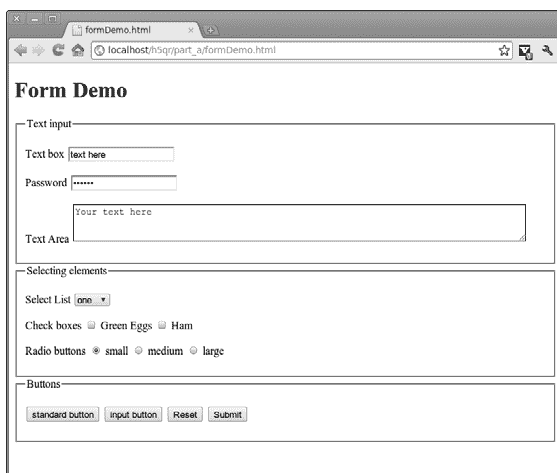 formDemo.html
localhost/h5qr/part_a/formDemo.html
Form Demo
Text input
Text box text here
Password ••••••
Text Area Your text here
Selecting elements
Select List one
Check boxes Green Eggs Ham
Radio buttons small medium large
Buttons
standard button input button Reset Submit